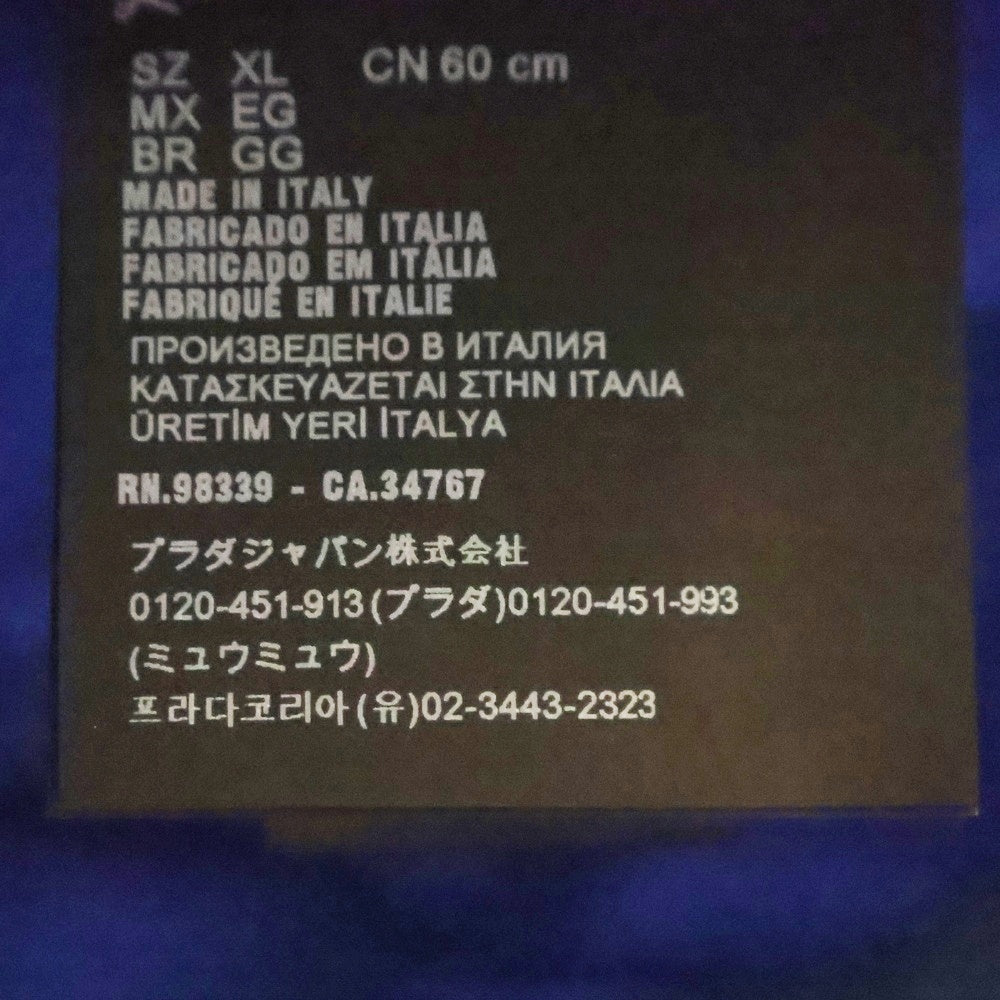 SZ XL CN 60 cm
MX EG
BR GG
MADE IN ITALY
FABRICADO EN ITALIA
FABRICADO EM ITÁLIA
FABRIQUÉ EN ITALIE
ПРОИЗВЕДЕНО В ИТАЛИЯ
ΚΑΤΑΣΚΕΥΑΖΕΤΑΙ ΣΤΗΝ ΙΤΑΛΙΑ
ÜRETİM YERİ İTALYA
RN.98339 - CA.34767
プラダジャパン株式会社
0120-451-913(プラダ)0120-451-993
(ミュウミュウ)
프라다코리아(유)02-3443-2323